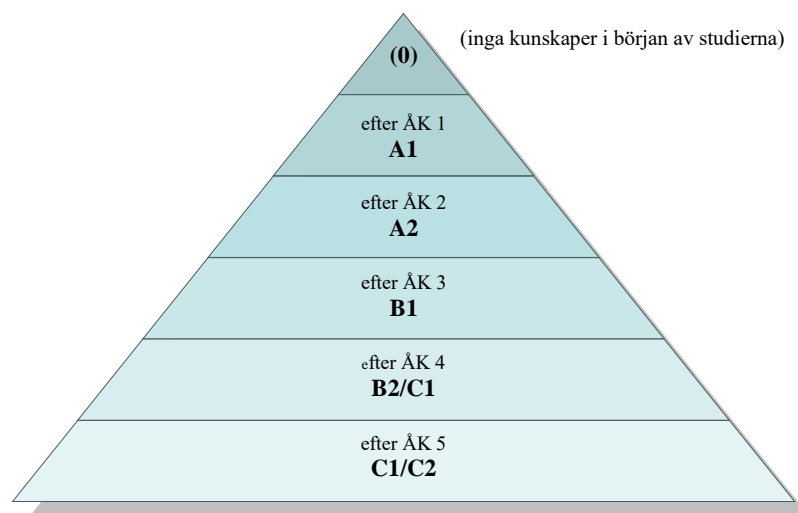 (inga kunskaper i början av studierna)
(0)
efter ÅK 1
A1
efter ÅK 2
A2
efter ÅK 3
B1
efter ÅK 4
B2/C1
efter ÅK 5
C1/C2